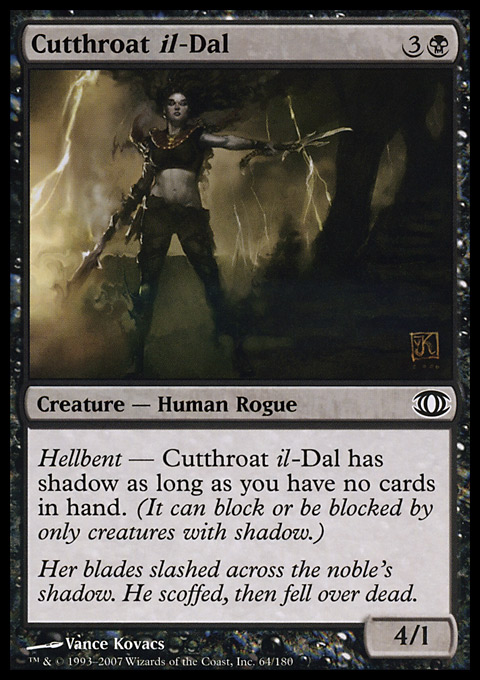 Cutthroat il-Dal 3
Creature — Human Rogue
Hellbent — Cutthroat il-Dal has
shadow as long as you have no cards
in hand. (It can block or be blocked by
only creatures with shadow.)
Her blades slashed across the noble's
shadow. He scoffed, then fell over dead.
Vance Kovacs
4/1
™ & © 1993–2007 Wizards of the Coast, Inc. 64/180